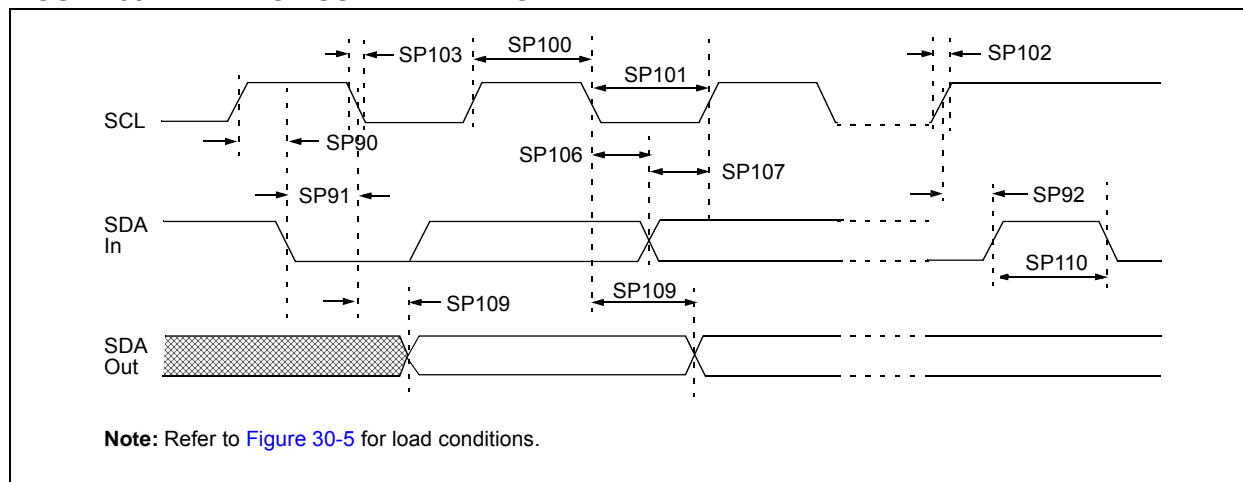 SP103
SP100
SP101
SP102
SCL
SP90
SP106
SP107
SP91
SP92
SDA
In
SP110
SP109
SP109
SDA
Out
Note: Refer to Figure 30-5 for load conditions.